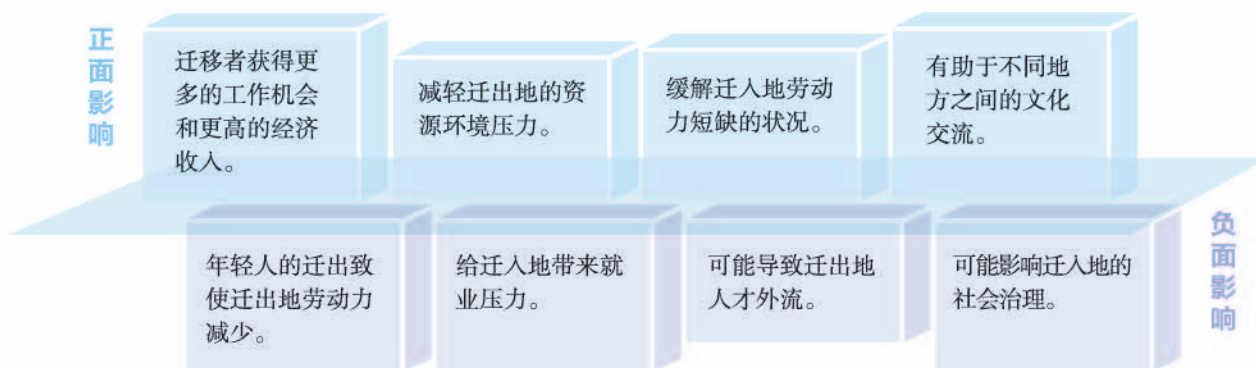 正面影响
迁移者获得更
多的工作机会
和更高的经济
收入。
减轻迁出地的资
源环境压力。
缓解迁入地劳动
力短缺的状况。
有助于不同地
方之间的文化
交流。
年轻人的迁出致
使迁出地劳动力
减少。
给迁入地带来就
业压力。
可能导致迁出地
人才外流。
可能影响迁入地的
社会治理。
负面影响